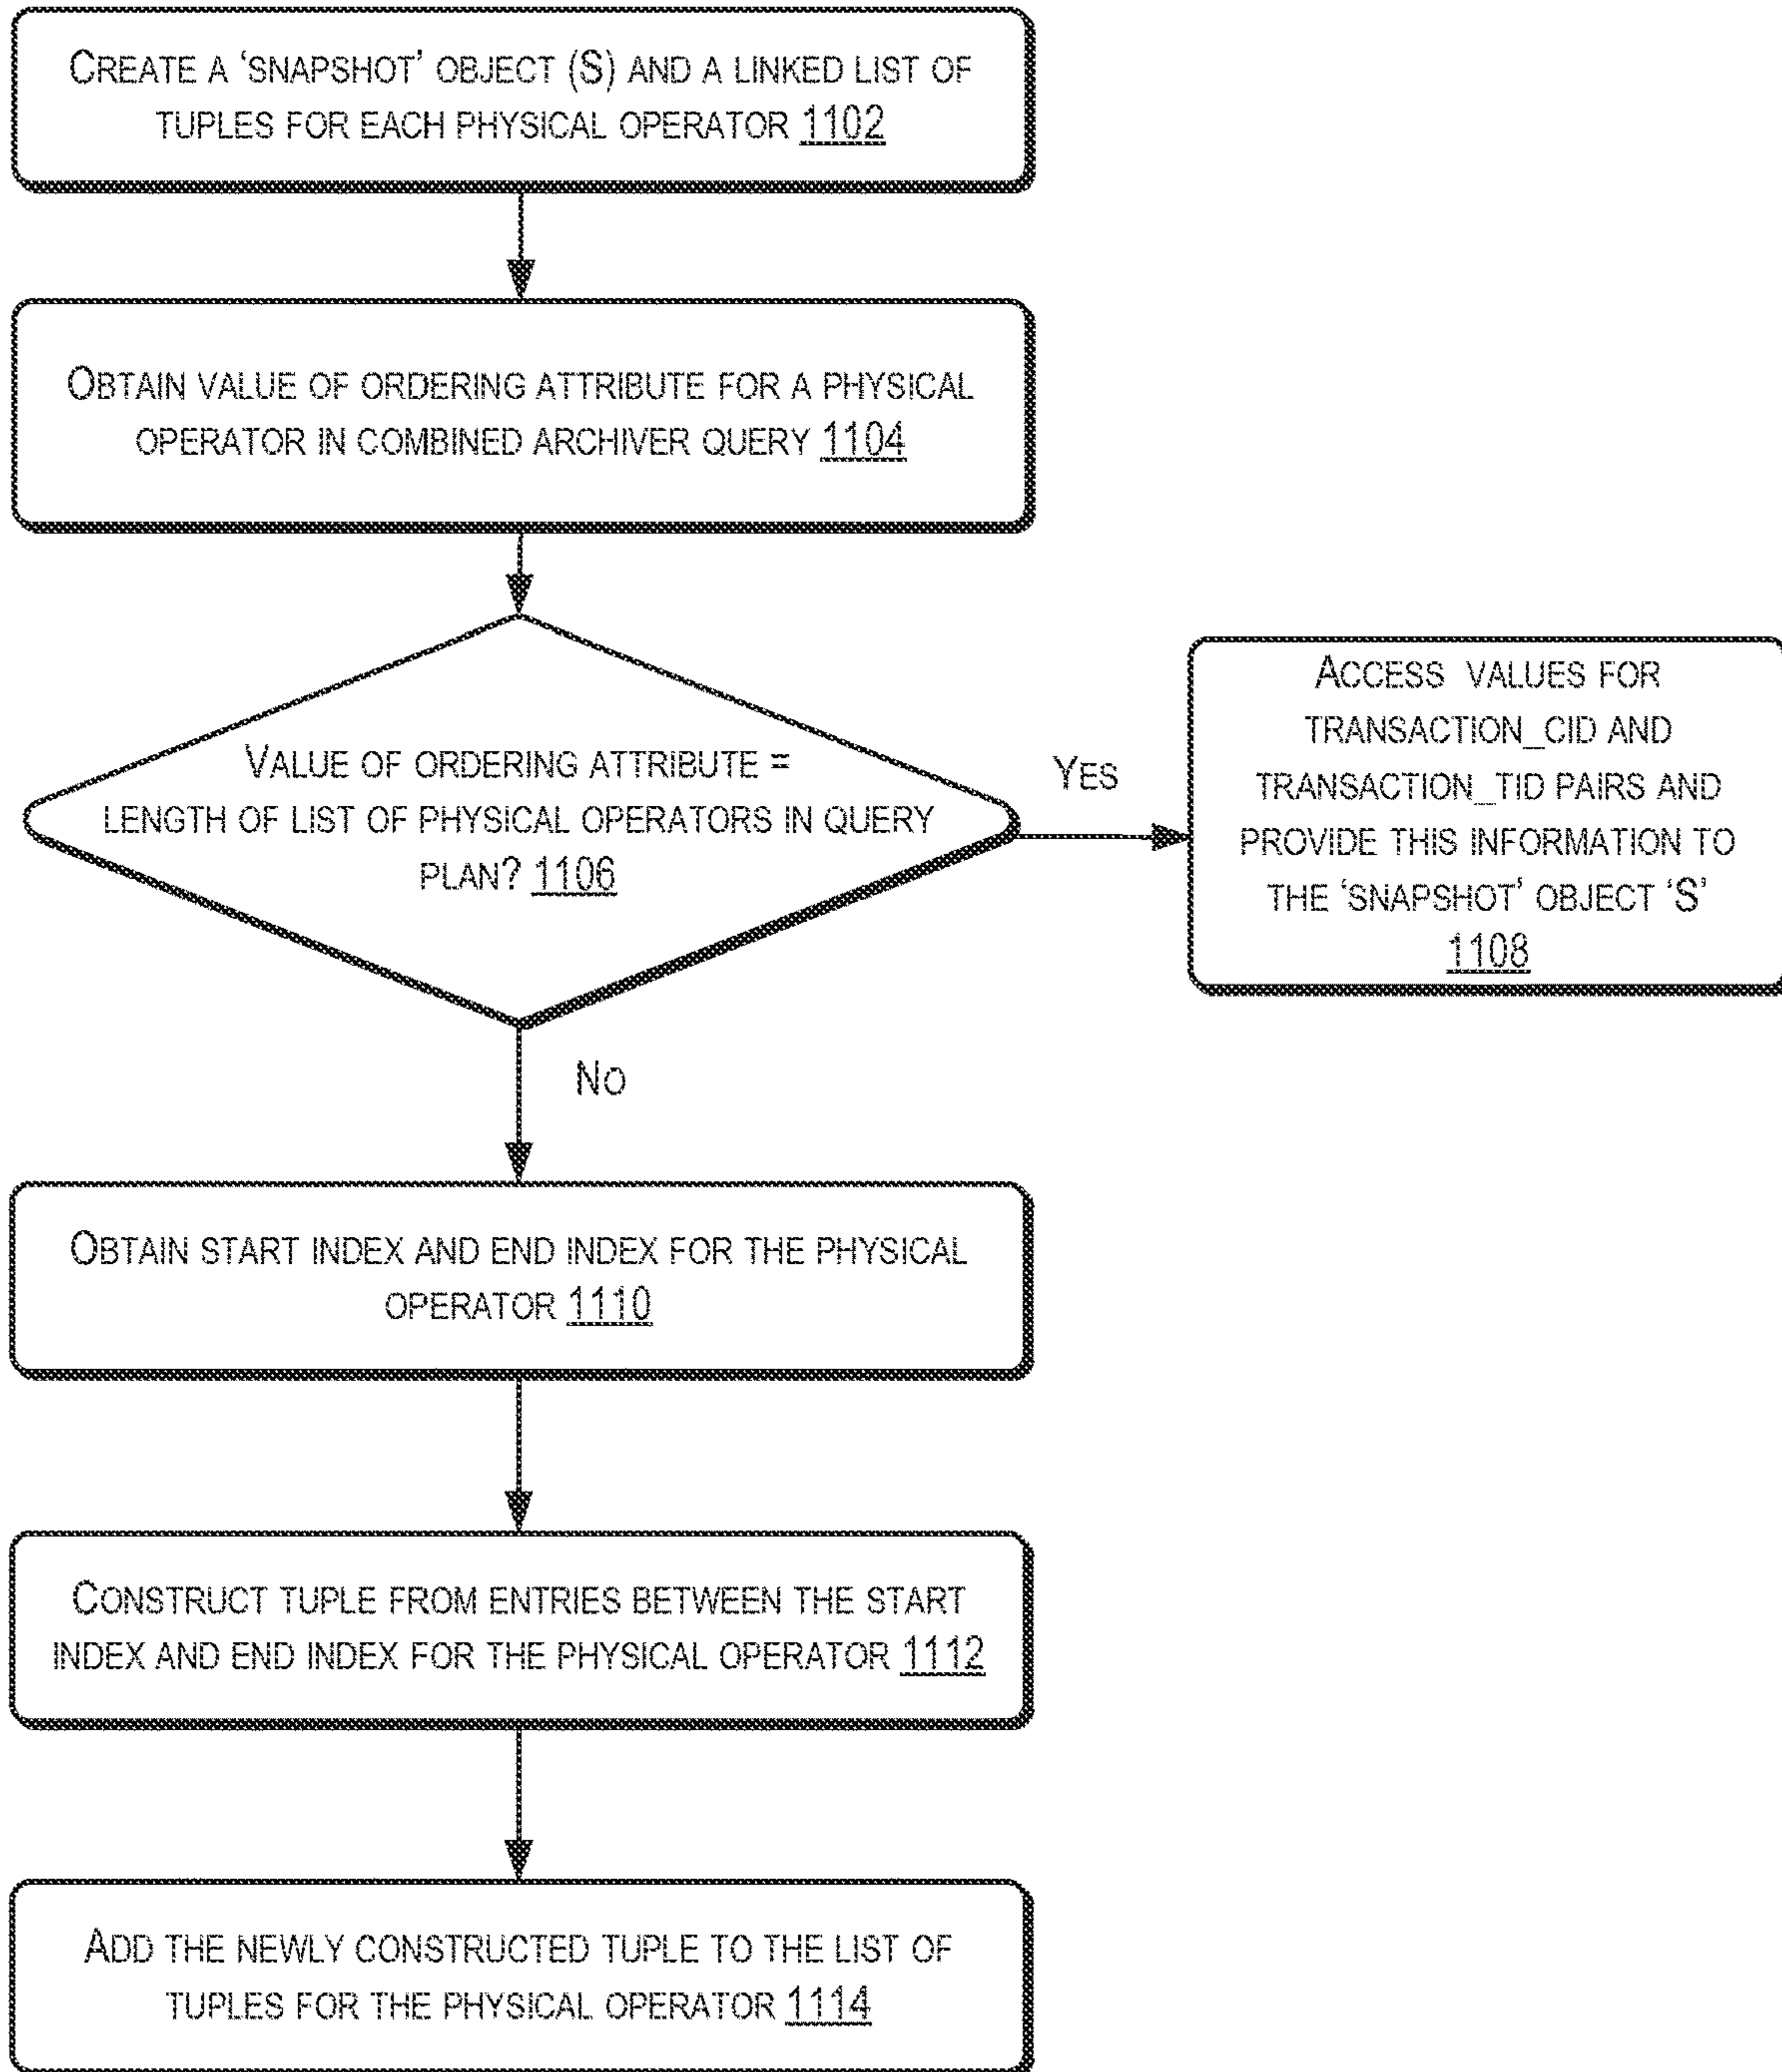 CREATE A ‘SNAPSHOT’ OBJECT (S) AND A LINKED LIST OF
TUPLES FOR EACH PHYSICAL OPERATOR 1102
OBTAIN VALUE OF ORDERING ATTRIBUTE FOR A PHYSICAL
OPERATOR IN COMBINED ARCHIVER QUERY 1104
VALUE OF ORDERING ATTRIBUTE =
LENGTH OF LIST OF PHYSICAL OPERATORS IN QUERY
PLAN? 1106
YES
ACCESS VALUES FOR
TRANSACTION_CID AND
TRANSACTION_TID PAIRS AND
PROVIDE THIS INFORMATION TO
THE ‘SNAPSHOT’ OBJECT ‘S’
1108
NO
OBTAIN START INDEX AND END INDEX FOR THE PHYSICAL
OPERATOR 1110
CONSTRUCT TUPLE FROM ENTRIES BETWEEN THE START
INDEX AND END INDEX FOR THE PHYSICAL OPERATOR 1112
ADD THE NEWLY CONSTRUCTED TUPLE TO THE LIST OF
TUPLES FOR THE PHYSICAL OPERATOR 1114